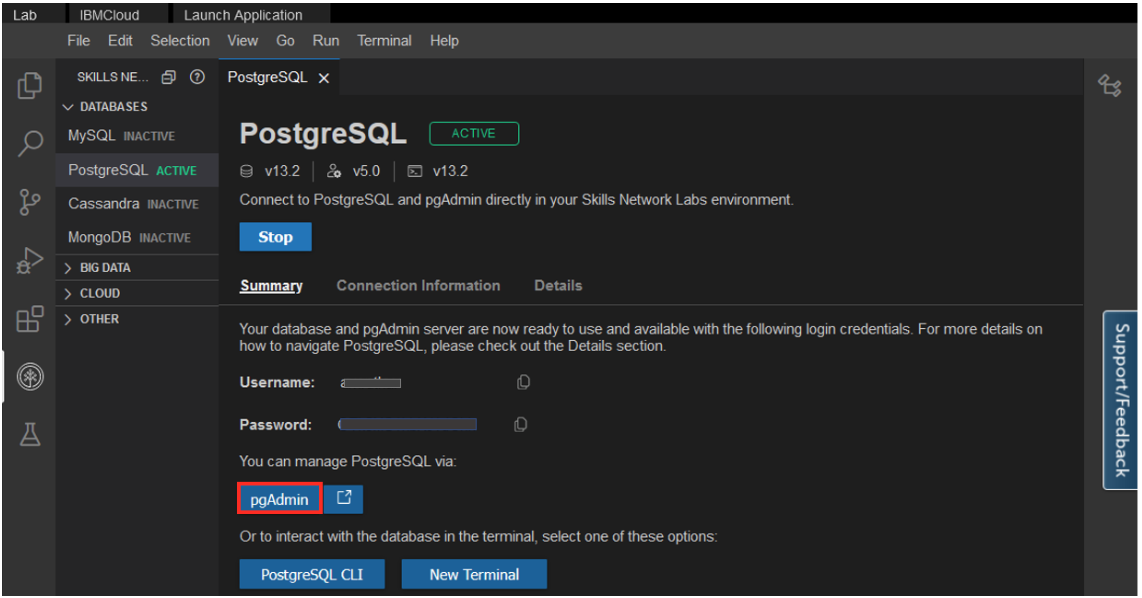 Lab IBMCloud Launch Application
File Edit Selection View Go Run Terminal Help
SKILLS NE...
PostgreSQL
DATABASES
MySQL INACTIVE
PostgreSQL ACTIVE
Cassandra INACTIVE
MongoDB INACTIVE
BIG DATA
CLOUD
OTHER
PostgreSQL ACTIVE
v13.2 v5.0 v13.2
Connect to PostgreSQL and pgAdmin directly in your Skills Network Labs environment.
Stop
Summary Connection Information Details
Your database and pgAdmin server are now ready to use and available with the following login credentials. For more details on
how to navigate PostgreSQL, please check out the Details section.
Username:
Password:
You can manage PostgreSQL via:
pgAdmin
Or to interact with the database in the terminal, select one of these options:
PostgreSQL CLI New Terminal
Support/Feedback